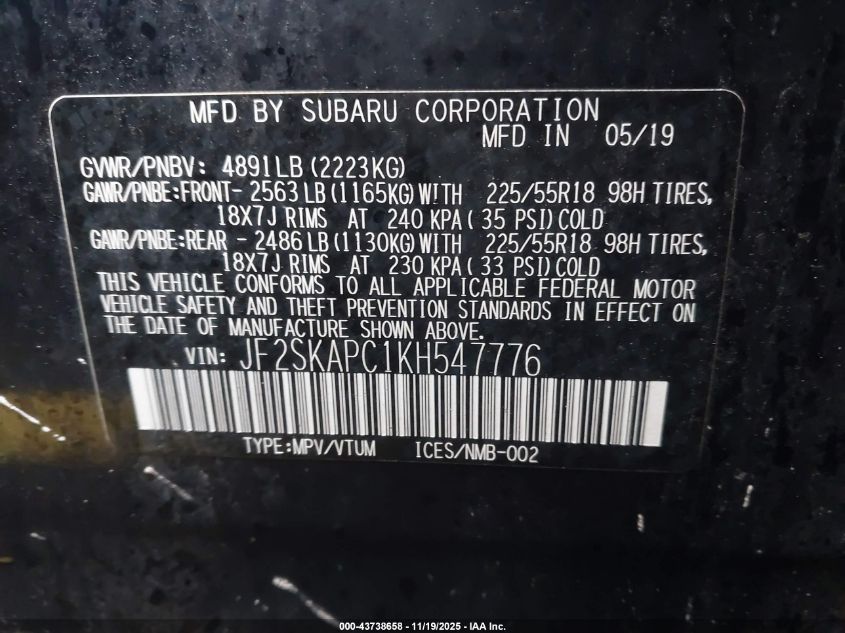 MFD BY SUBARU CORPORATION
MFD IN 05/19
GVWR/PNBV: 4891LB (2223KG)
GAWR/PNBE:FRONT- 2563 LB (1165KG) WITH 225/55R18 98H TIRES,
18X7J RIMS AT 240 KPA ( 35 PSI) COLD
GAWR/PNBE:REAR - 2486 LB (1130KG) WITH 225/55R18 98H TIRES,
18X7J RIMS AT 230 KPA ( 33 PSI) COLD
THIS VEHICLE CONFORMS TO ALL APPLICABLE FEDERAL MOTOR
VEHICLE SAFETY AND THEFT PREVENTION STANDARDS IN EFFECT ON
THE DATE OF MANUFACTURE SHOWN ABOVE.
VIN: JF2SKAPC1KH547776
TYPE:MPV/VTUM ICES/NMB-002
000-43738658 - 11/19/2025 - IAA Inc.